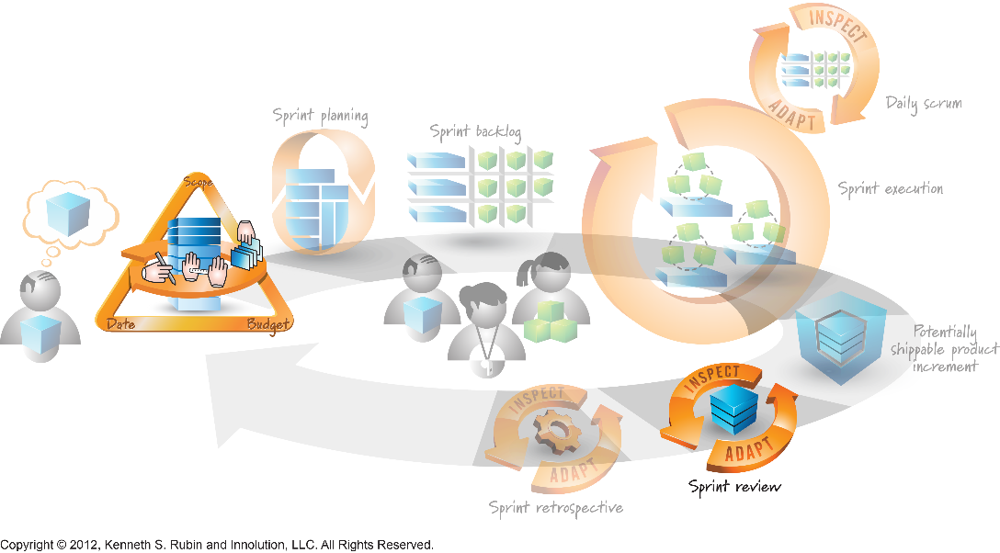 INSPECT
ADAPT
Daily scrum
Sprint planning
Sprint backlog
Sprint execution
Scope
Date
Budget
Potentially
shippable product
increment
INSPECT
ADAPT
Sprint review
INSPECT
ADAPT
Sprint retrospective
Copyright © 2012, Kenneth S. Rubin and Innolution, LLC. All Rights Reserved.